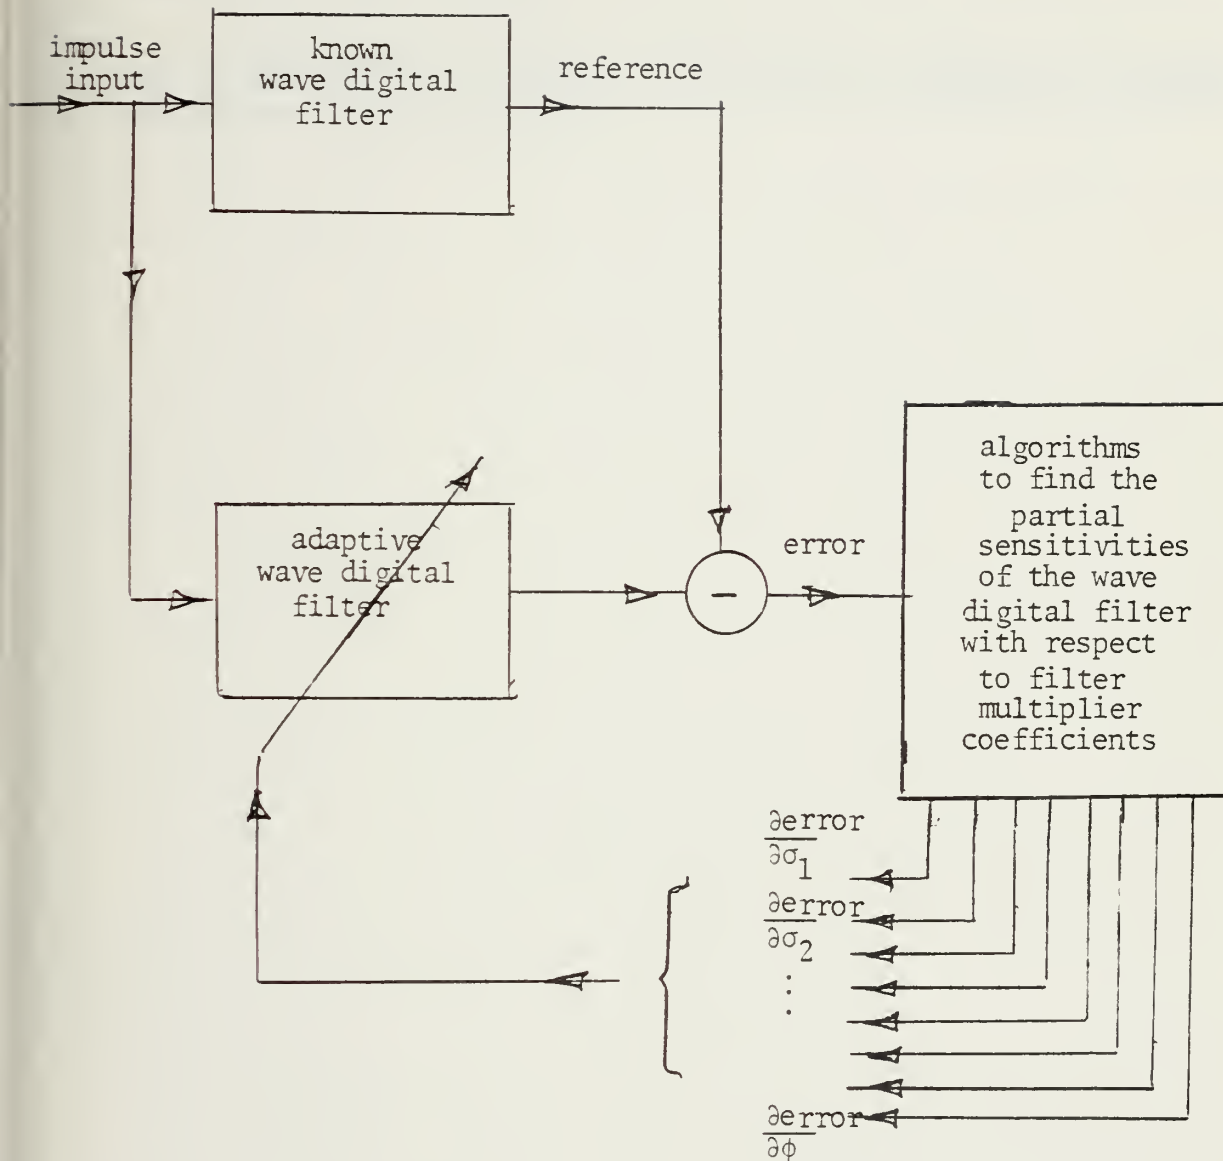 impulse
input
known
wave digital
filter
reference
adaptive
wave digital
filter
-
error
algorithms
to find the
partial
sensitivities
of the wave
digital filter
with respect
to filter
multiplier
coefficients
∂error
∂σ1
∂error
∂σ2
⋮
∂error
∂ϕ